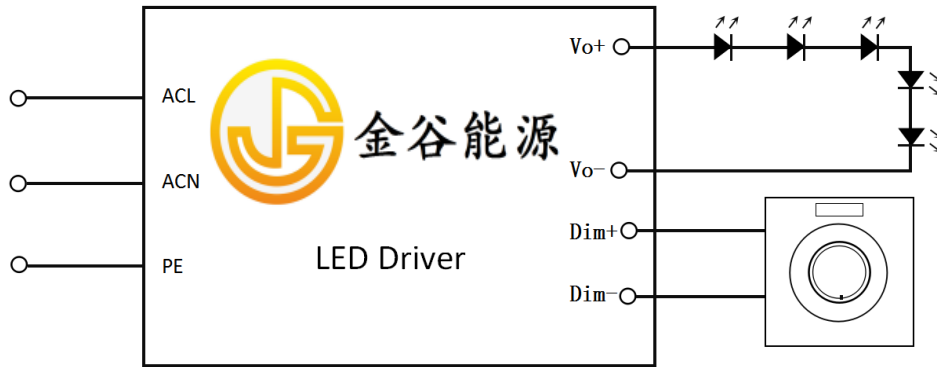 ACL
ACN
PE
金谷能源
LED Driver
Vo+
Vo-
Dim+
Dim-